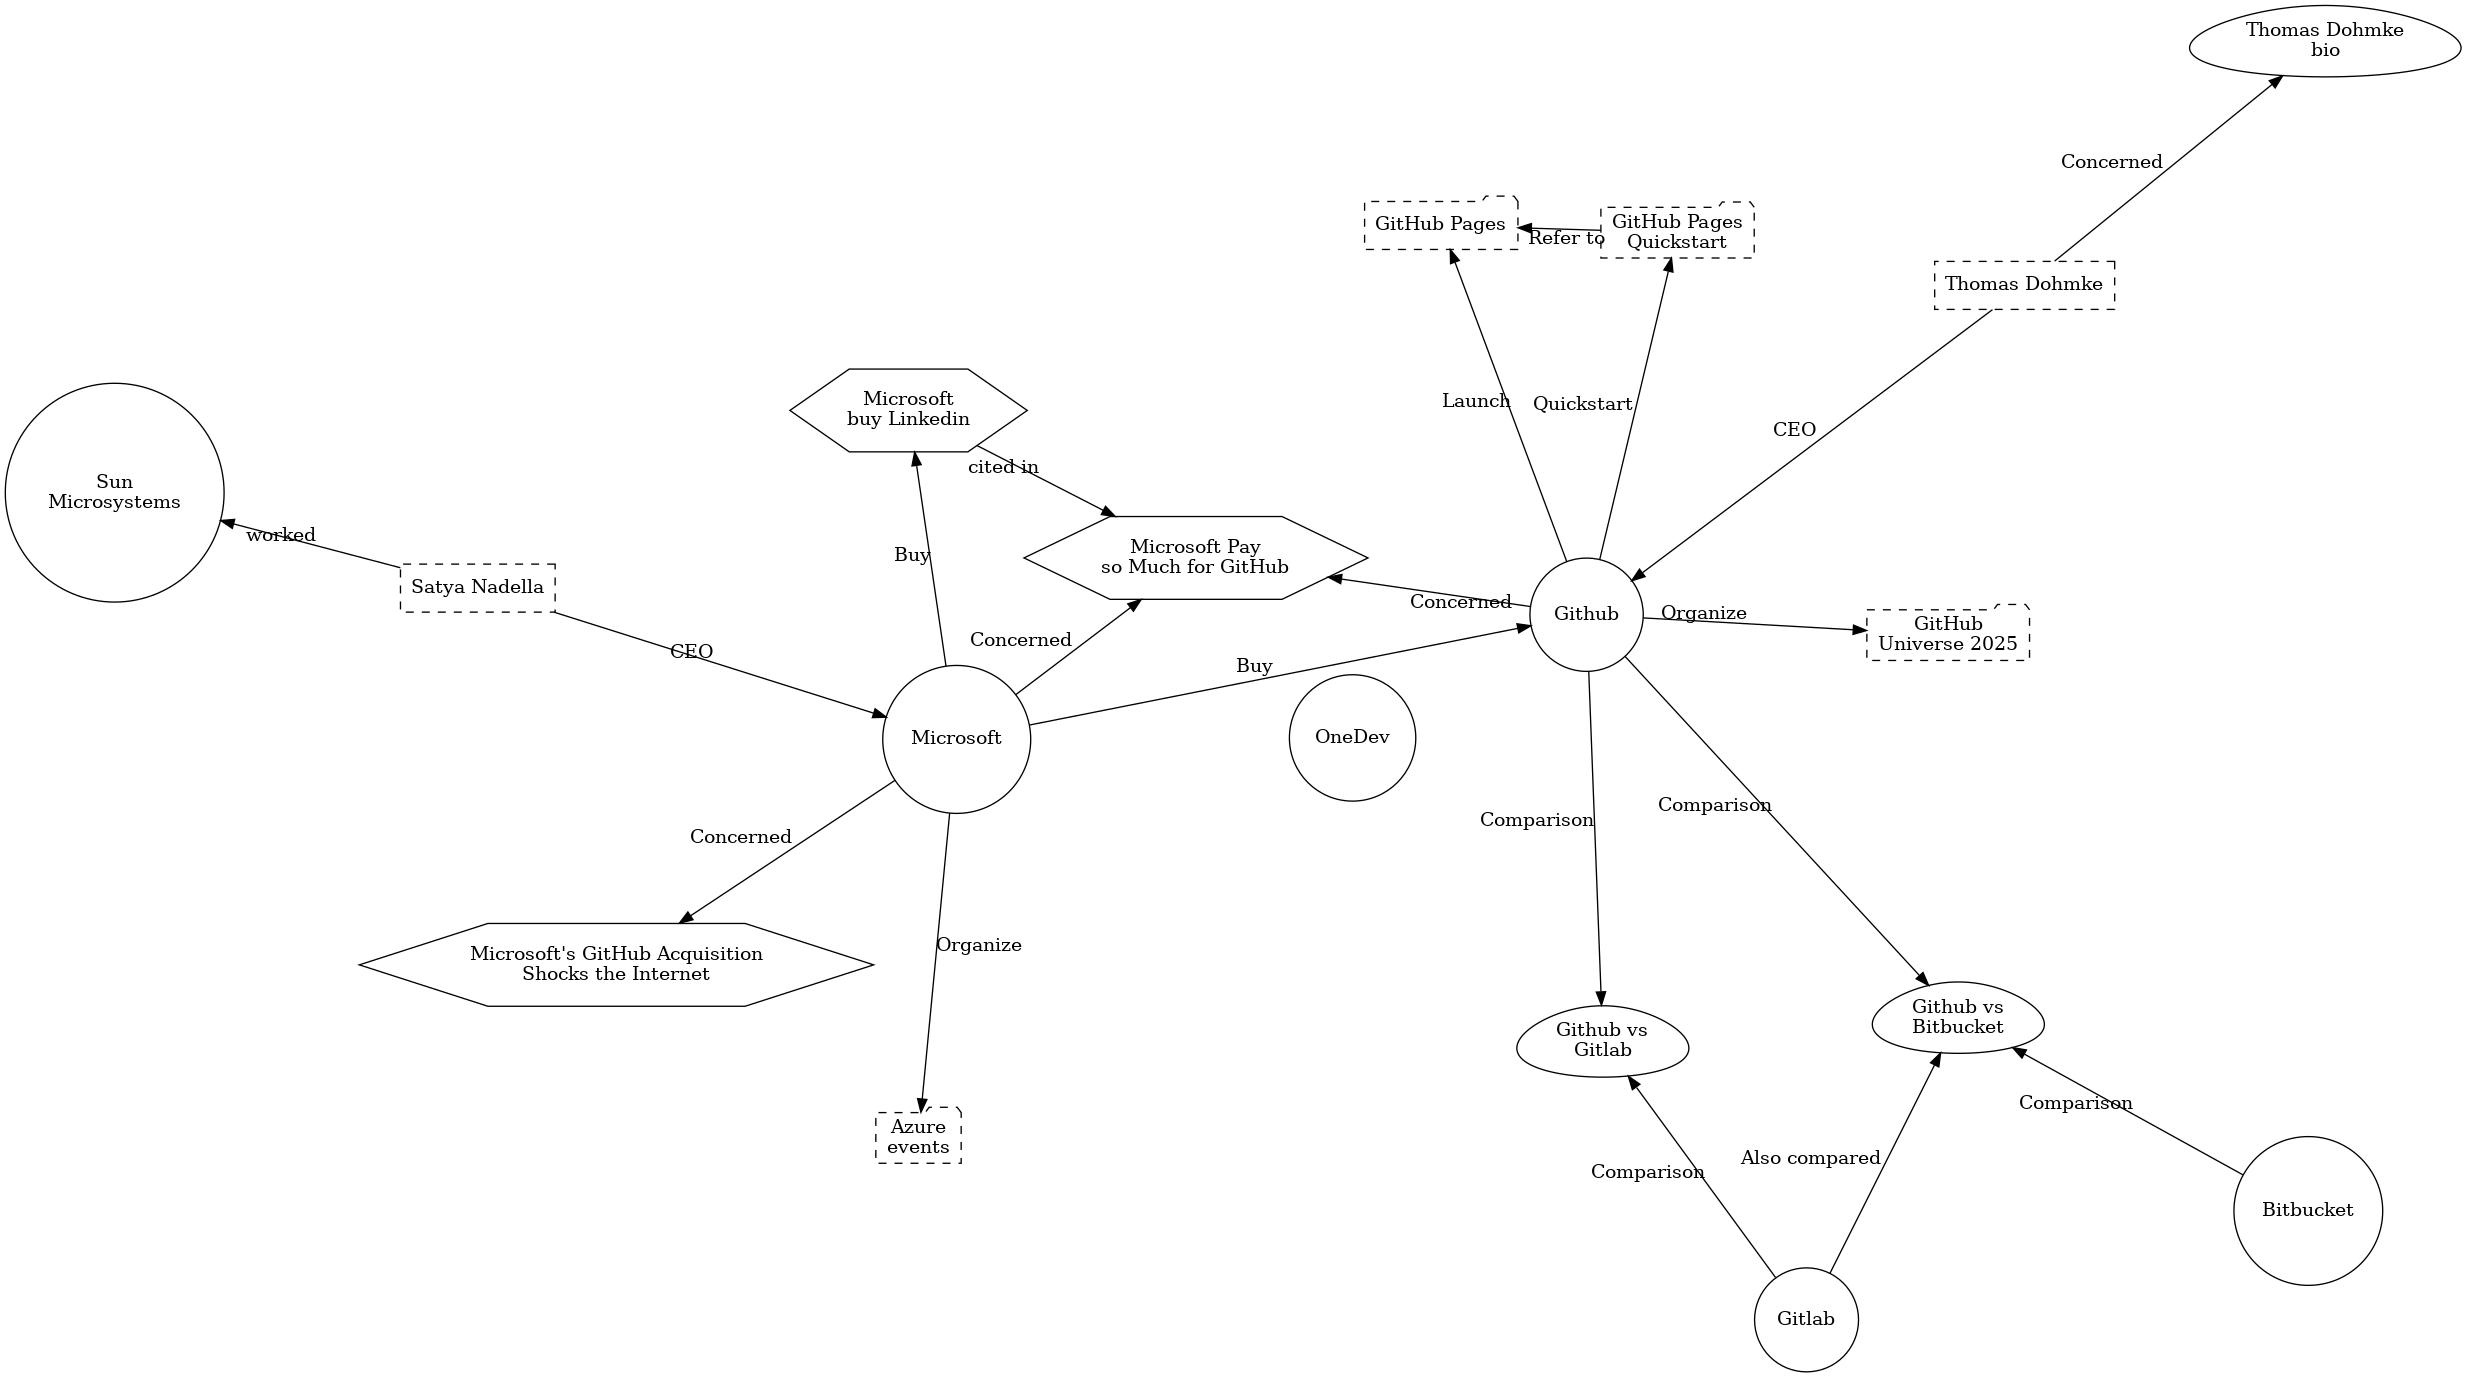 Thomas Dohmke
bio
Concerned
GitHub Pages
Refer to
GitHub Pages
Quickstart
Thomas Dohmke
Launch
Quickstart
CEO
Microsoft
buy Linkedin
cited in
Sun
Microsystems
worked
Satya Nadella
Buy
Microsoft Pay
so Much for GitHub
Concerned
Concerned
Github
Organize
GitHub
Universe 2025
CEO
Buy
Microsoft
OneDev
Concerned
Comparison
Comparison
Microsoft's GitHub Acquisition
Shocks the Internet
Organize
Github vs
Gitlab
Github vs
Bitbucket
Azure
events
Comparison
Also compared
Comparison
Bitbucket
Gitlab